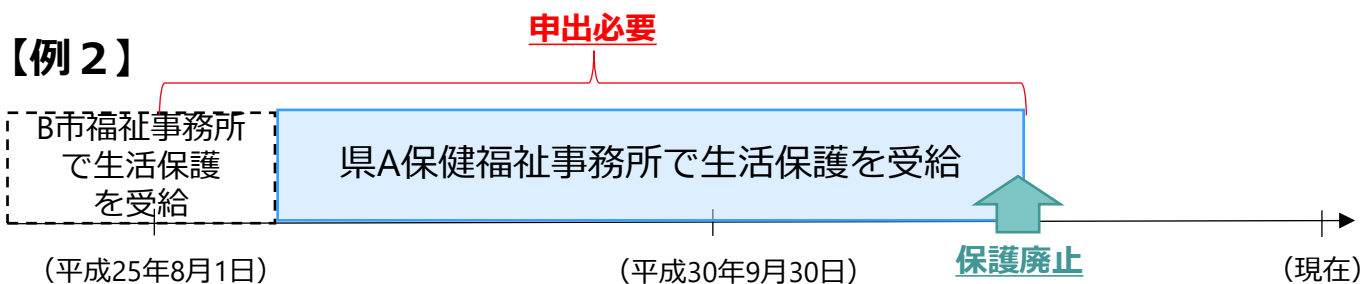 申出必要
【例２】
B市福祉事務所
で生活保護
を受給
県A保健福祉事務所で生活保護を受給
（平成25年8月1日）
（平成30年9月30日）
保護廃止
（現在）